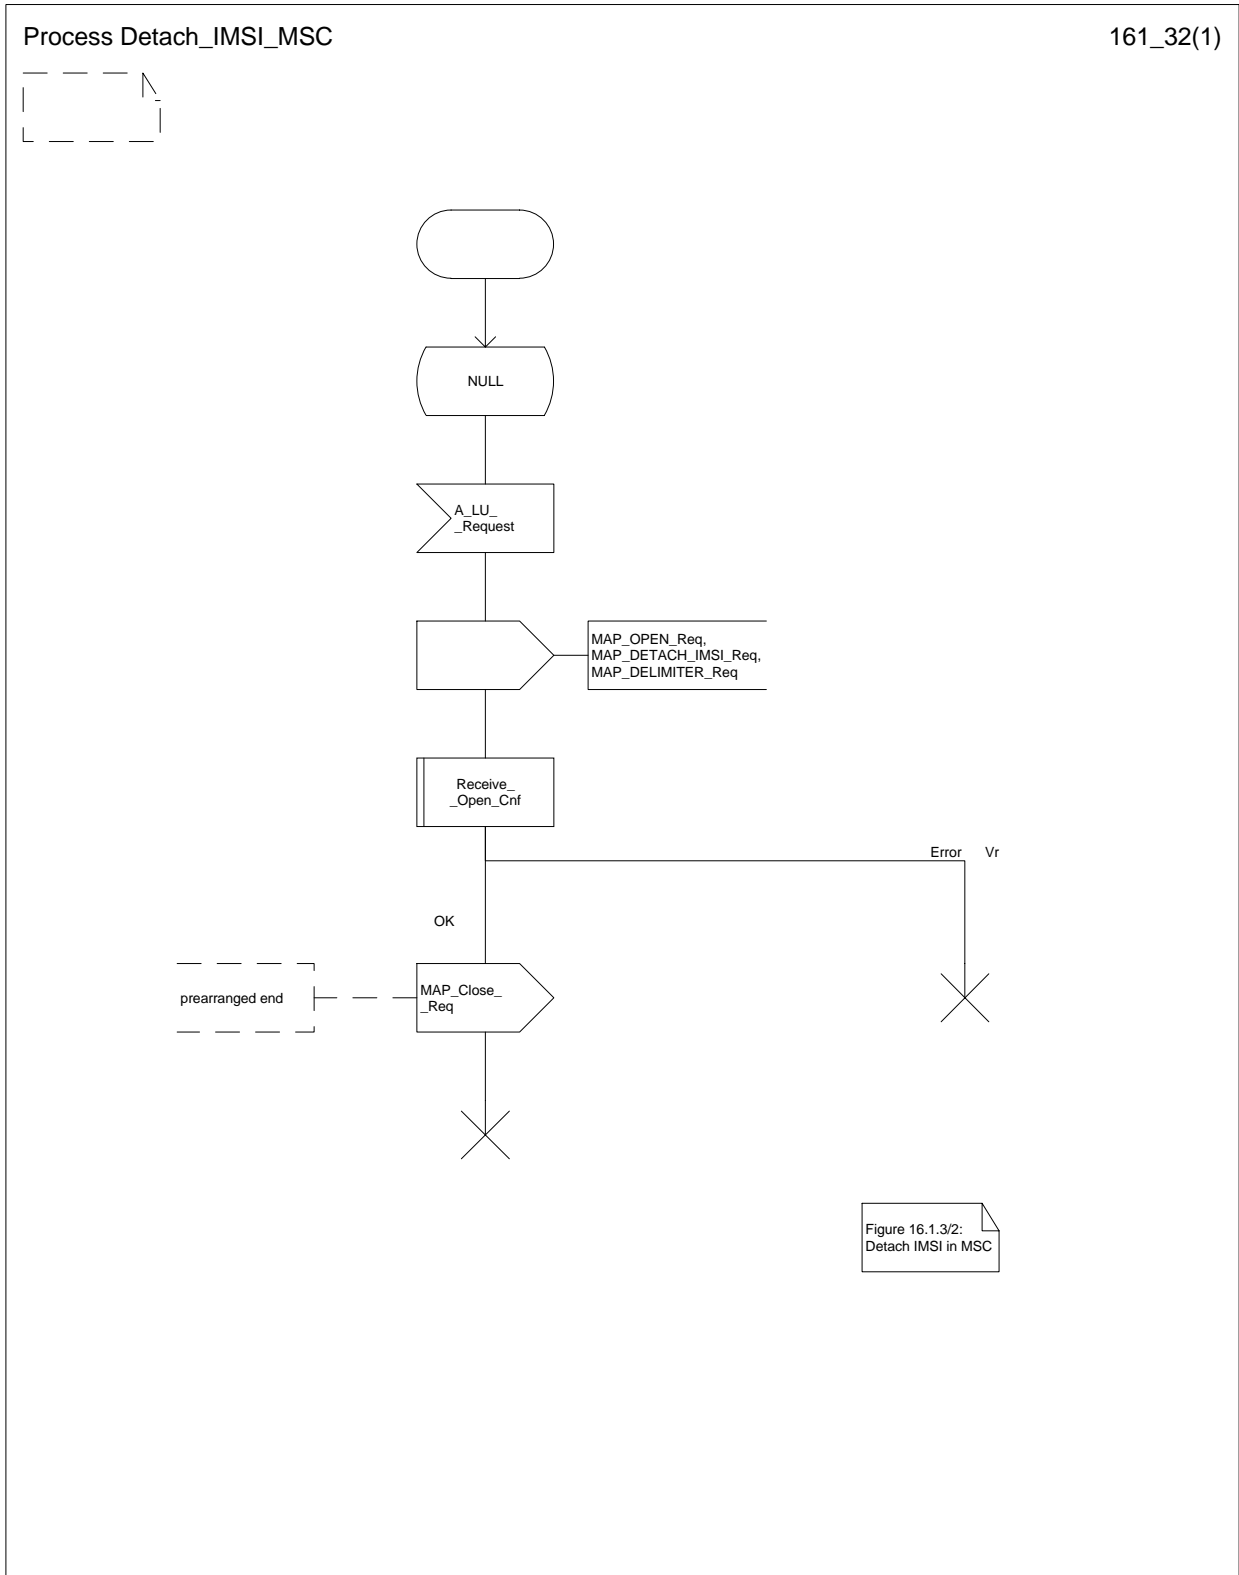 Process Detach_IMSI_MSC
161_32(1)
NULL
A_LU_
_Request
MAP_OPEN_Req,
MAP_DETACH_IMSI_Req,
MAP_DELIMITER_Req
Receive_
_Open_Cnf
Error
Vr
OK
prearranged end
MAP_Close_
_Req
Figure 16.1.3/2:
Detach IMSI in MSC